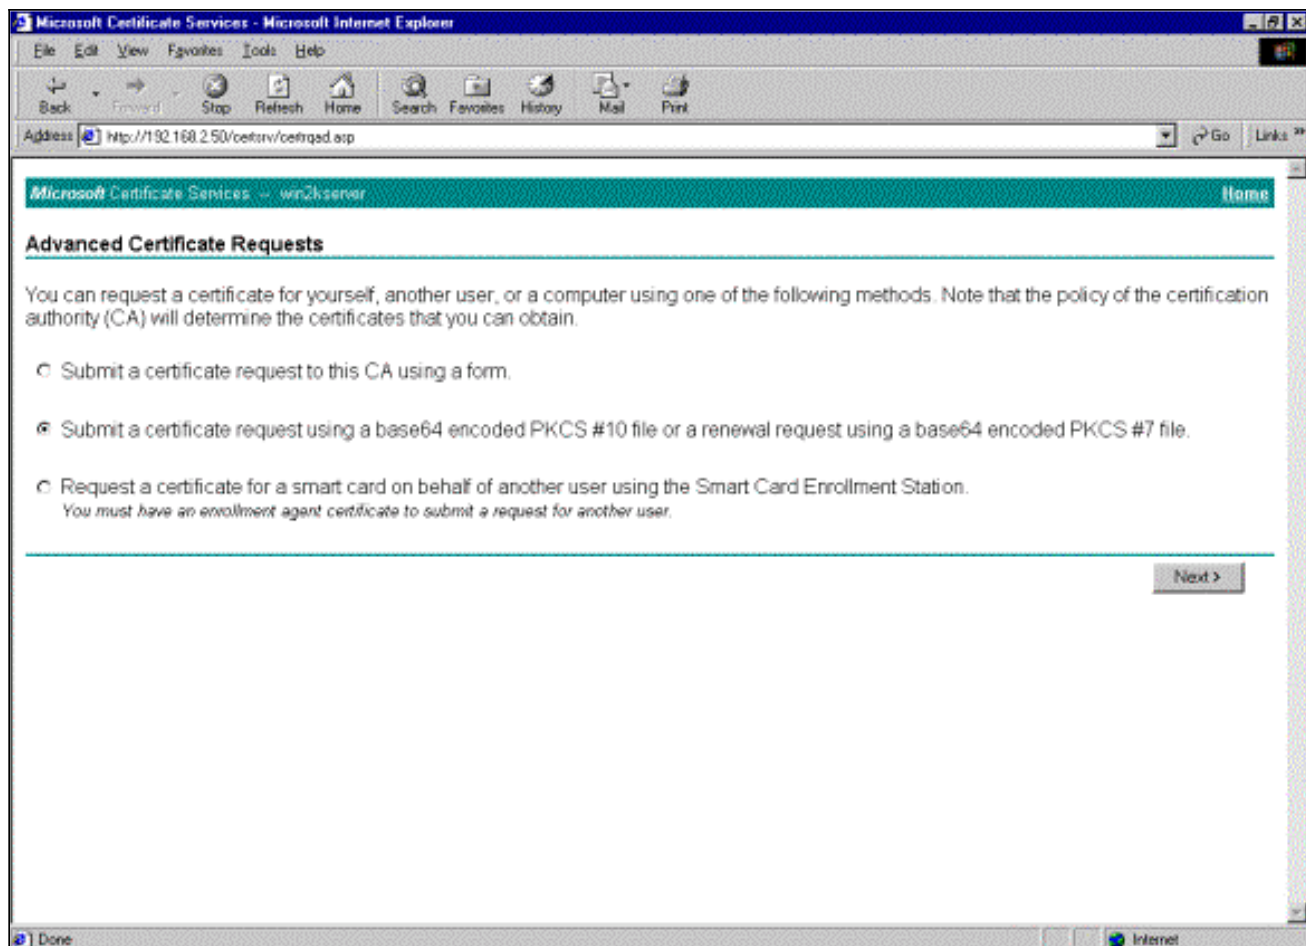 Microsoft Certificate Services - Microsoft Internet Explorer
File Edit View Favorites Tools Help
Back Forward Stop Refresh Home Search Favorites History Mail Print
Address http://192.168.2.50/certsrv/certrqad.asp Go Links »
Microsoft Certificate Services -- win2kserver Home
Advanced Certificate Requests
You can request a certificate for yourself, another user, or a computer using one of the following methods. Note that the policy of the certification
authority (CA) will determine the certificates that you can obtain.
Submit a certificate request to this CA using a form.
Submit a certificate request using a base64 encoded PKCS #10 file or a renewal request using a base64 encoded PKCS #7 file.
Request a certificate for a smart card on behalf of another user using the Smart Card Enrollment Station.
You must have an enrollment agent certificate to submit a request for another user.
Next >
Done Internet